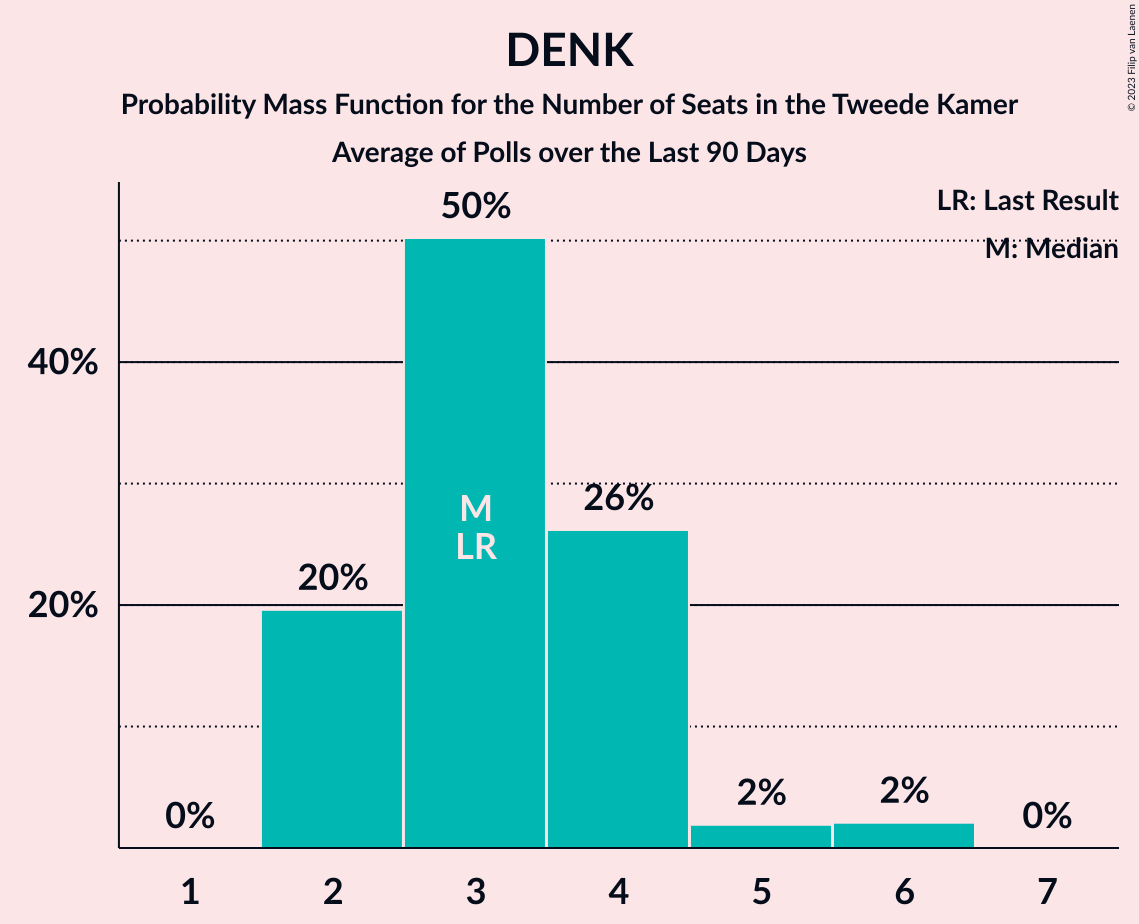 DENK
Probability Mass Function for the Number of Seats in the Tweede Kamer
Average of Polls over the Last 90 Days
© 2023 Filip van Laenen
LR: Last Result
M: Median
50%
40%
M
LR
26%
20%
20%
0%
2%
2%
0%
1 2 3 4 5 6 7